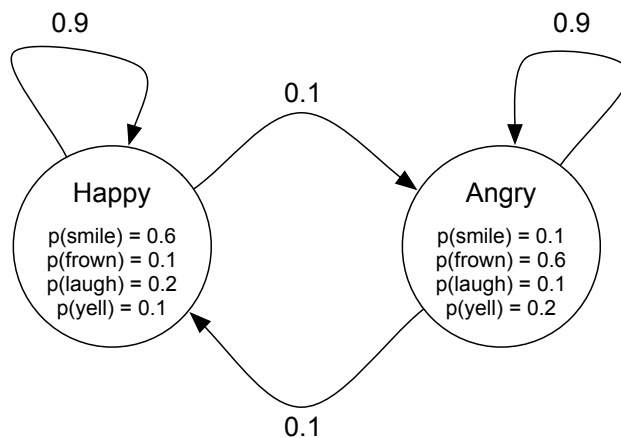 0.9
0.9
0.1
Happy
p(smile) = 0.6
p(frown) = 0.1
p(laugh) = 0.2
p(yell) = 0.1
Angry
p(smile) = 0.1
p(frown) = 0.6
p(laugh) = 0.1
p(yell) = 0.2
0.1